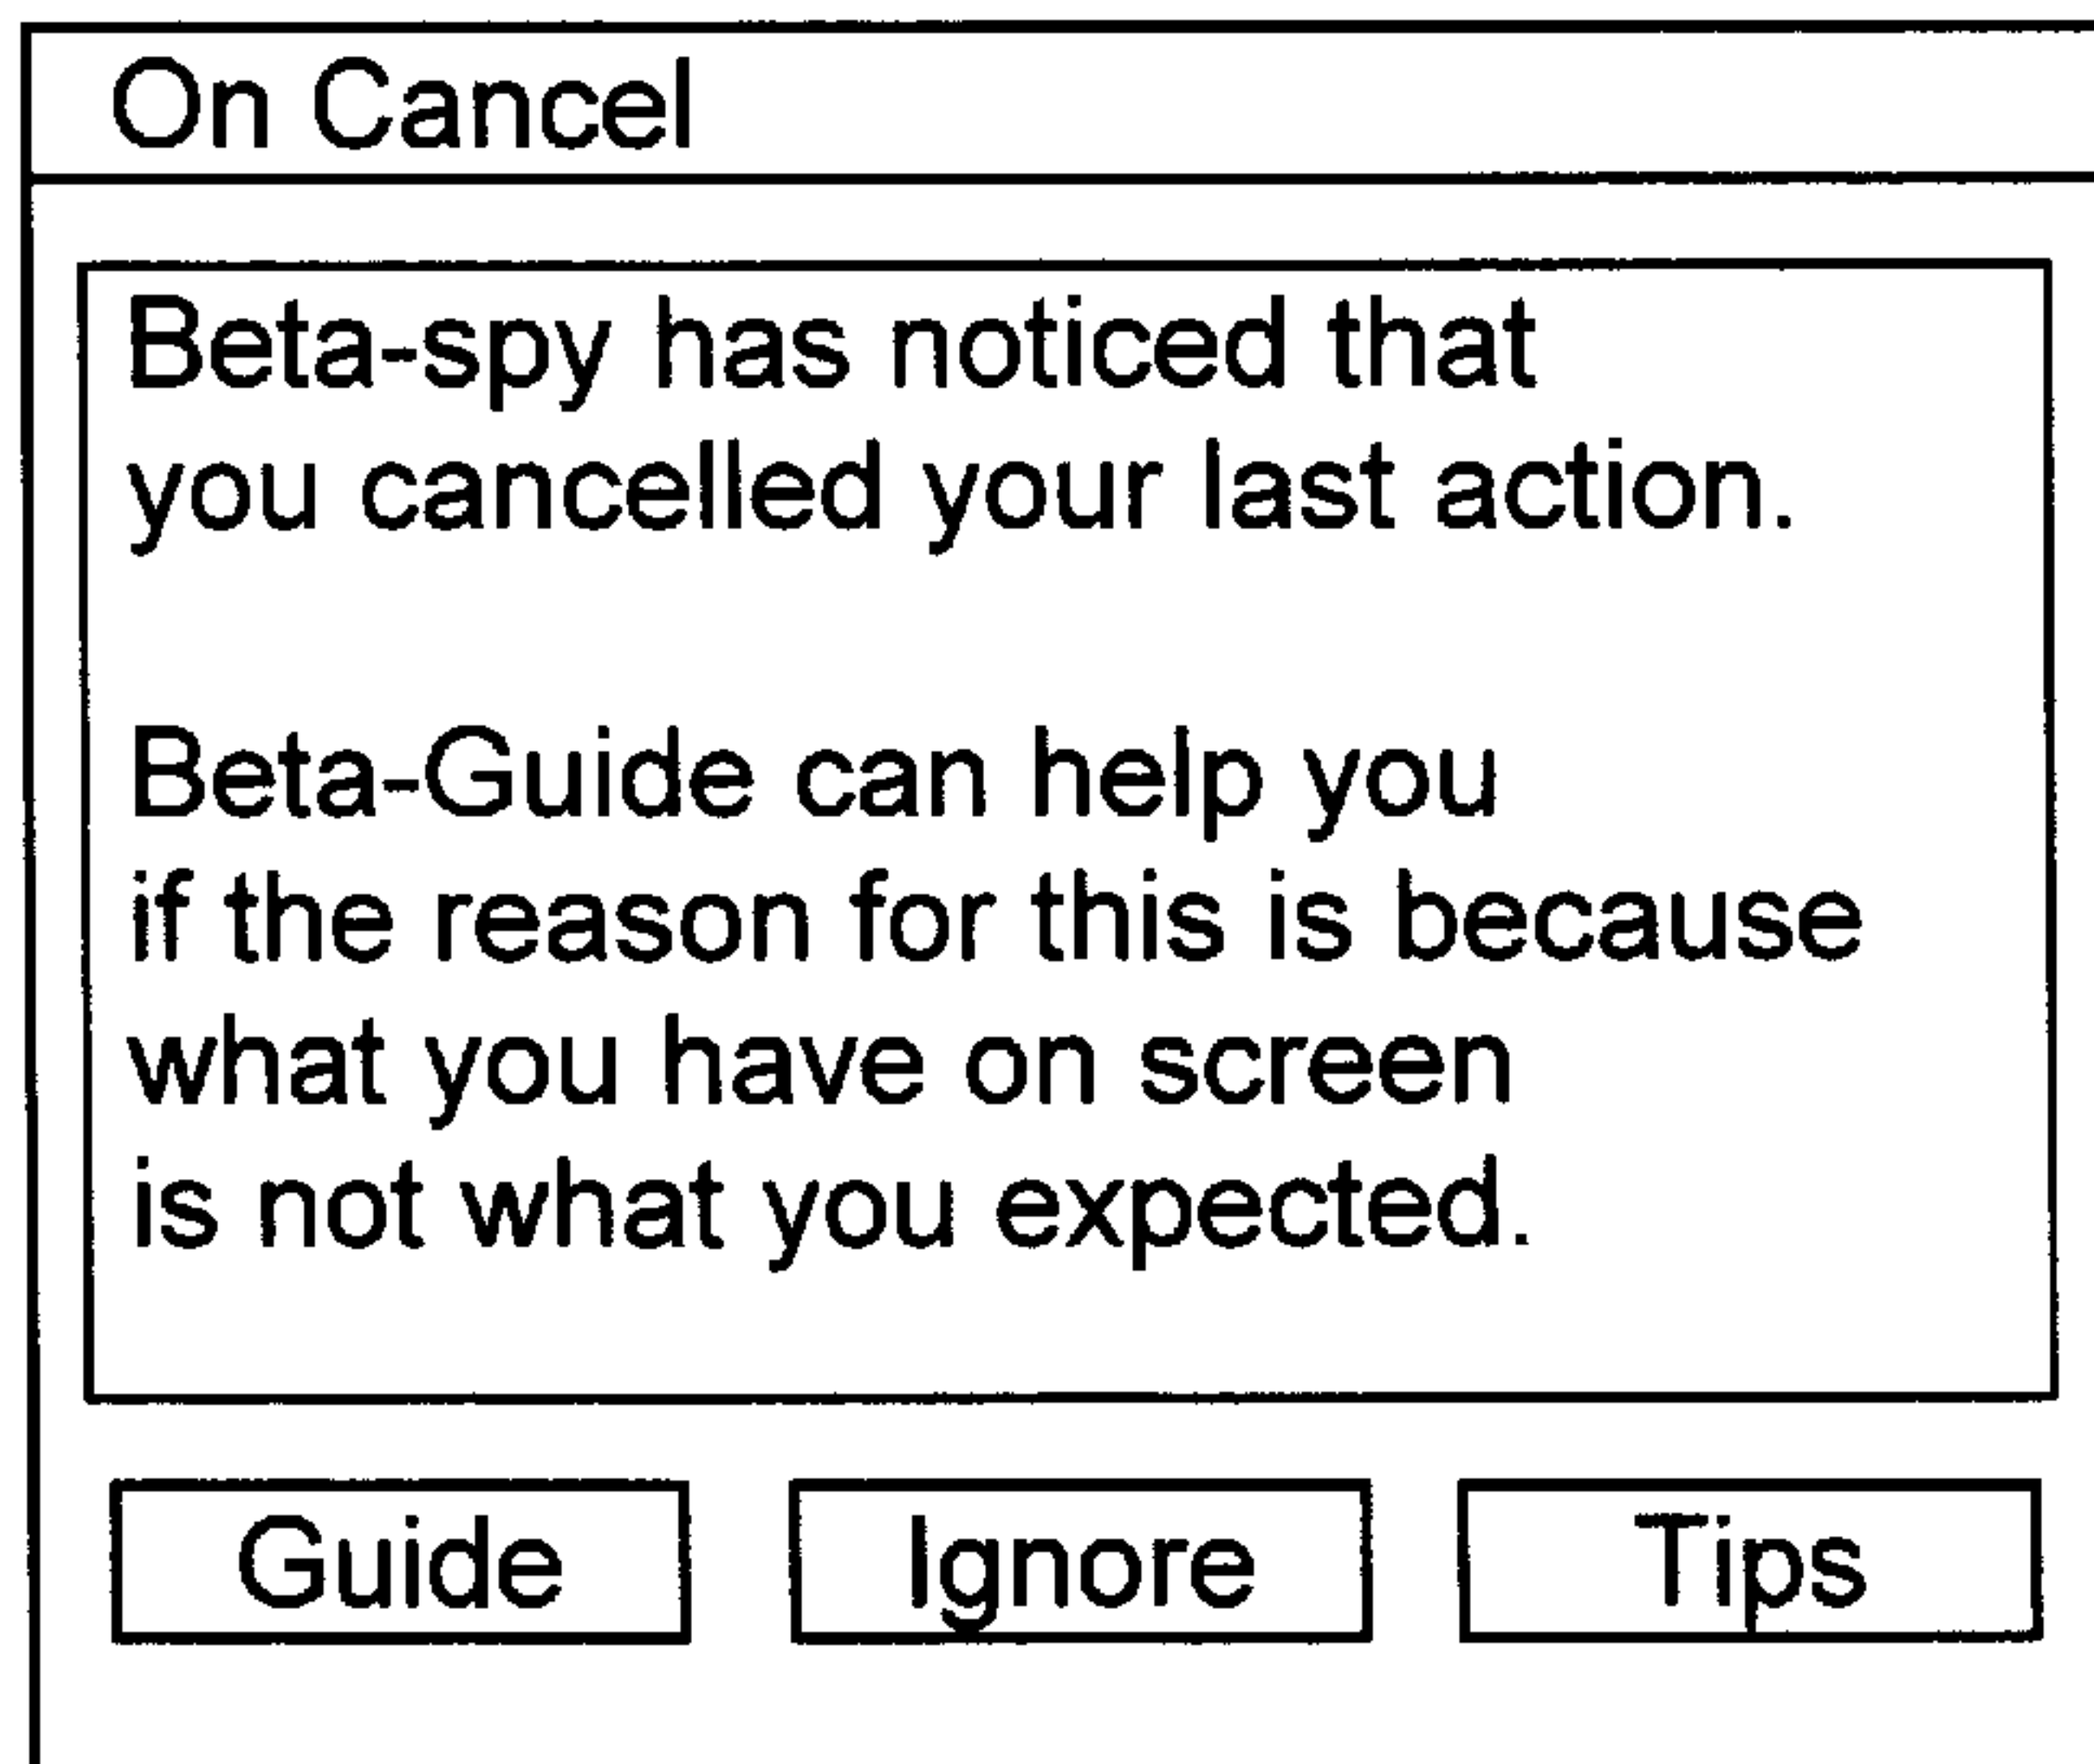 On Cancel
Beta-spy has noticed that
you cancelled your last action.
Beta-Guide can help you
if the reason for this is because
what you have on screen
is not what you expected.
Guide
Ignore
Tips